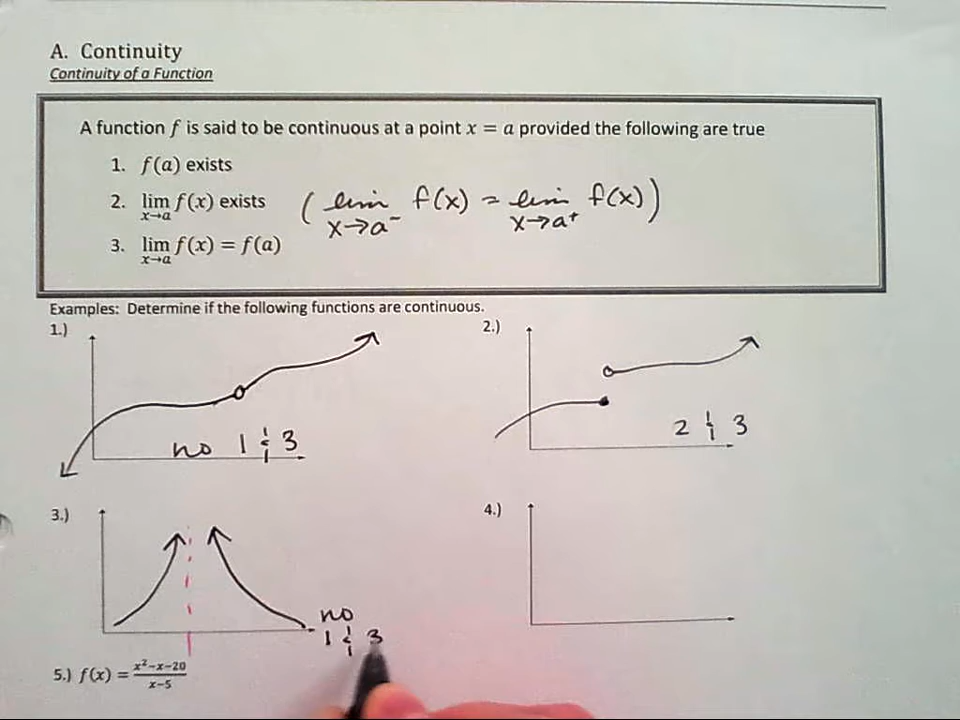 A. Continuity
Continuity of a Function
A function f is said to be continuous at a point x = a provided the following are true
1. f(a) exists
2. lim x→a f(x) exists ( lim x→a⁻ f(x) = lim x→a⁺ f(x) )
3. lim x→a f(x) = f(a)
Examples: Determine if the following functions are continuous.
1.)
no 1 & 3
2.)
2 & 3
3.)
no
1 & 3
4.)
5.) f(x) = x²-x-20 / x-5